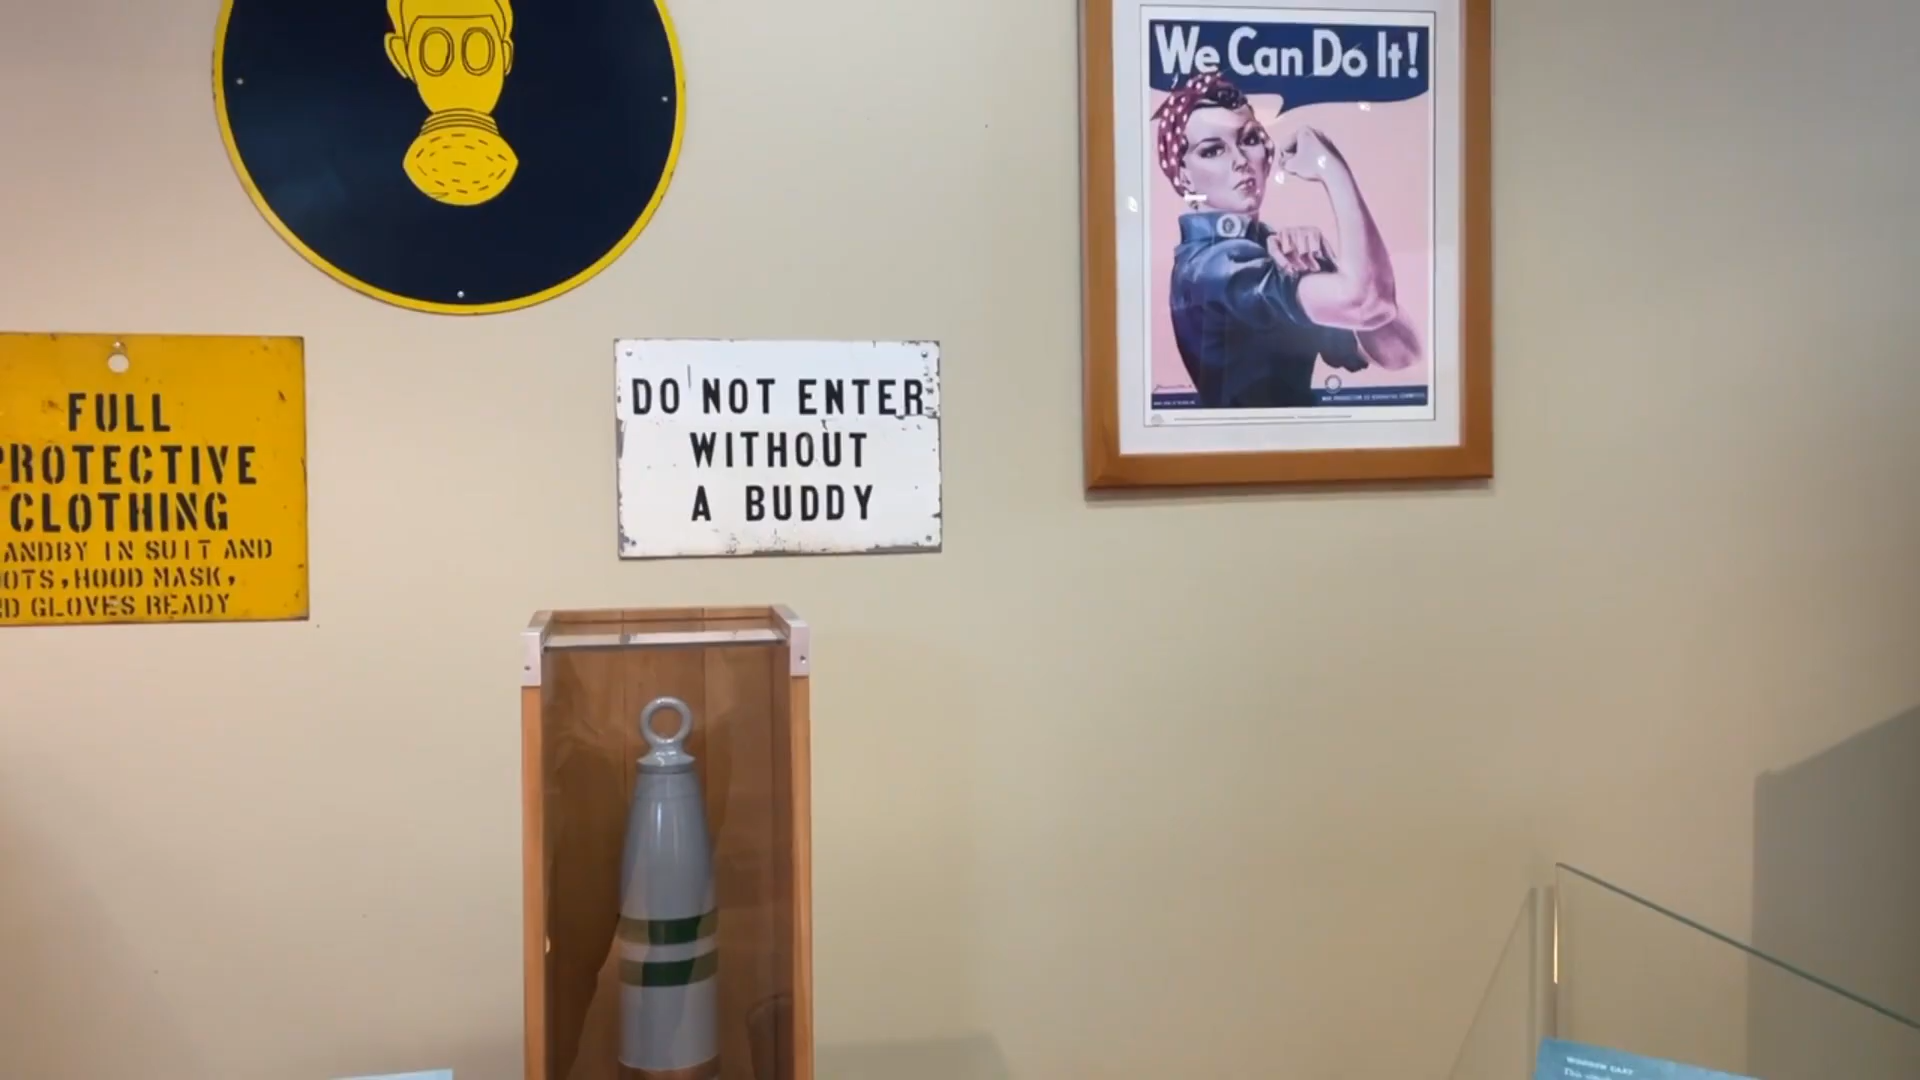 We Can Do It!
FULL
PROTECTIVE
CLOTHING
ANDBY IN SUIT AND
OTS, HOOD MASK,
D GLOVES READY
DO NOT ENTER
WITHOUT
A BUDDY